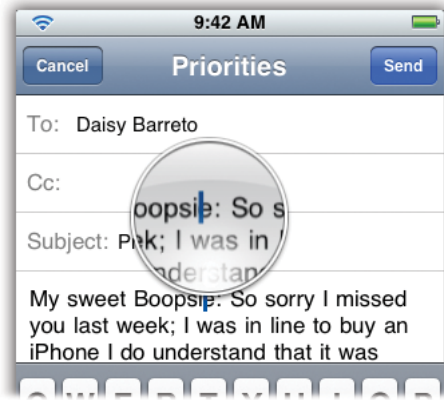 9:42 AM
Cancel Priorities Send
To: Daisy Barreto
Cc:
oopsie: So s
Subject: P k; I was in
nderstan
My sweet Boopsie: So sorry I missed
you last week; I was in line to buy an
iPhone I do understand that it was
Q W E R T Y U I O P